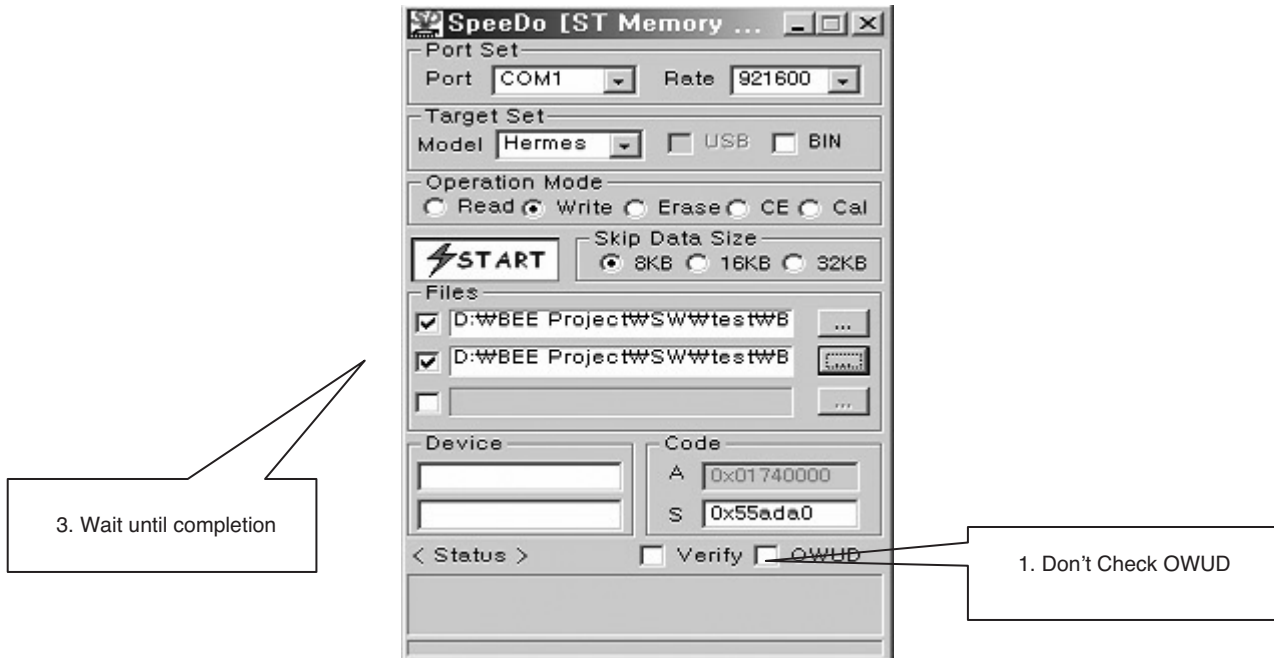 SpeeDo [ST Memory ...
Port Set
Port COM1 Rate 921600
Target Set
Model Hermes USB BIN
Operation Mode
Read Write Erase CE Cal
START
Skip Data Size
8KB 16KB 32KB
Files
D:₩BEE Project₩SW₩test₩B
...
D:₩BEE Project₩SW₩test₩B
...
...
Device
Code
A 0x01740000
S 0x55ada0
< Status > Verify OWUD
3. Wait until completion
1. Don’t Check OWUD